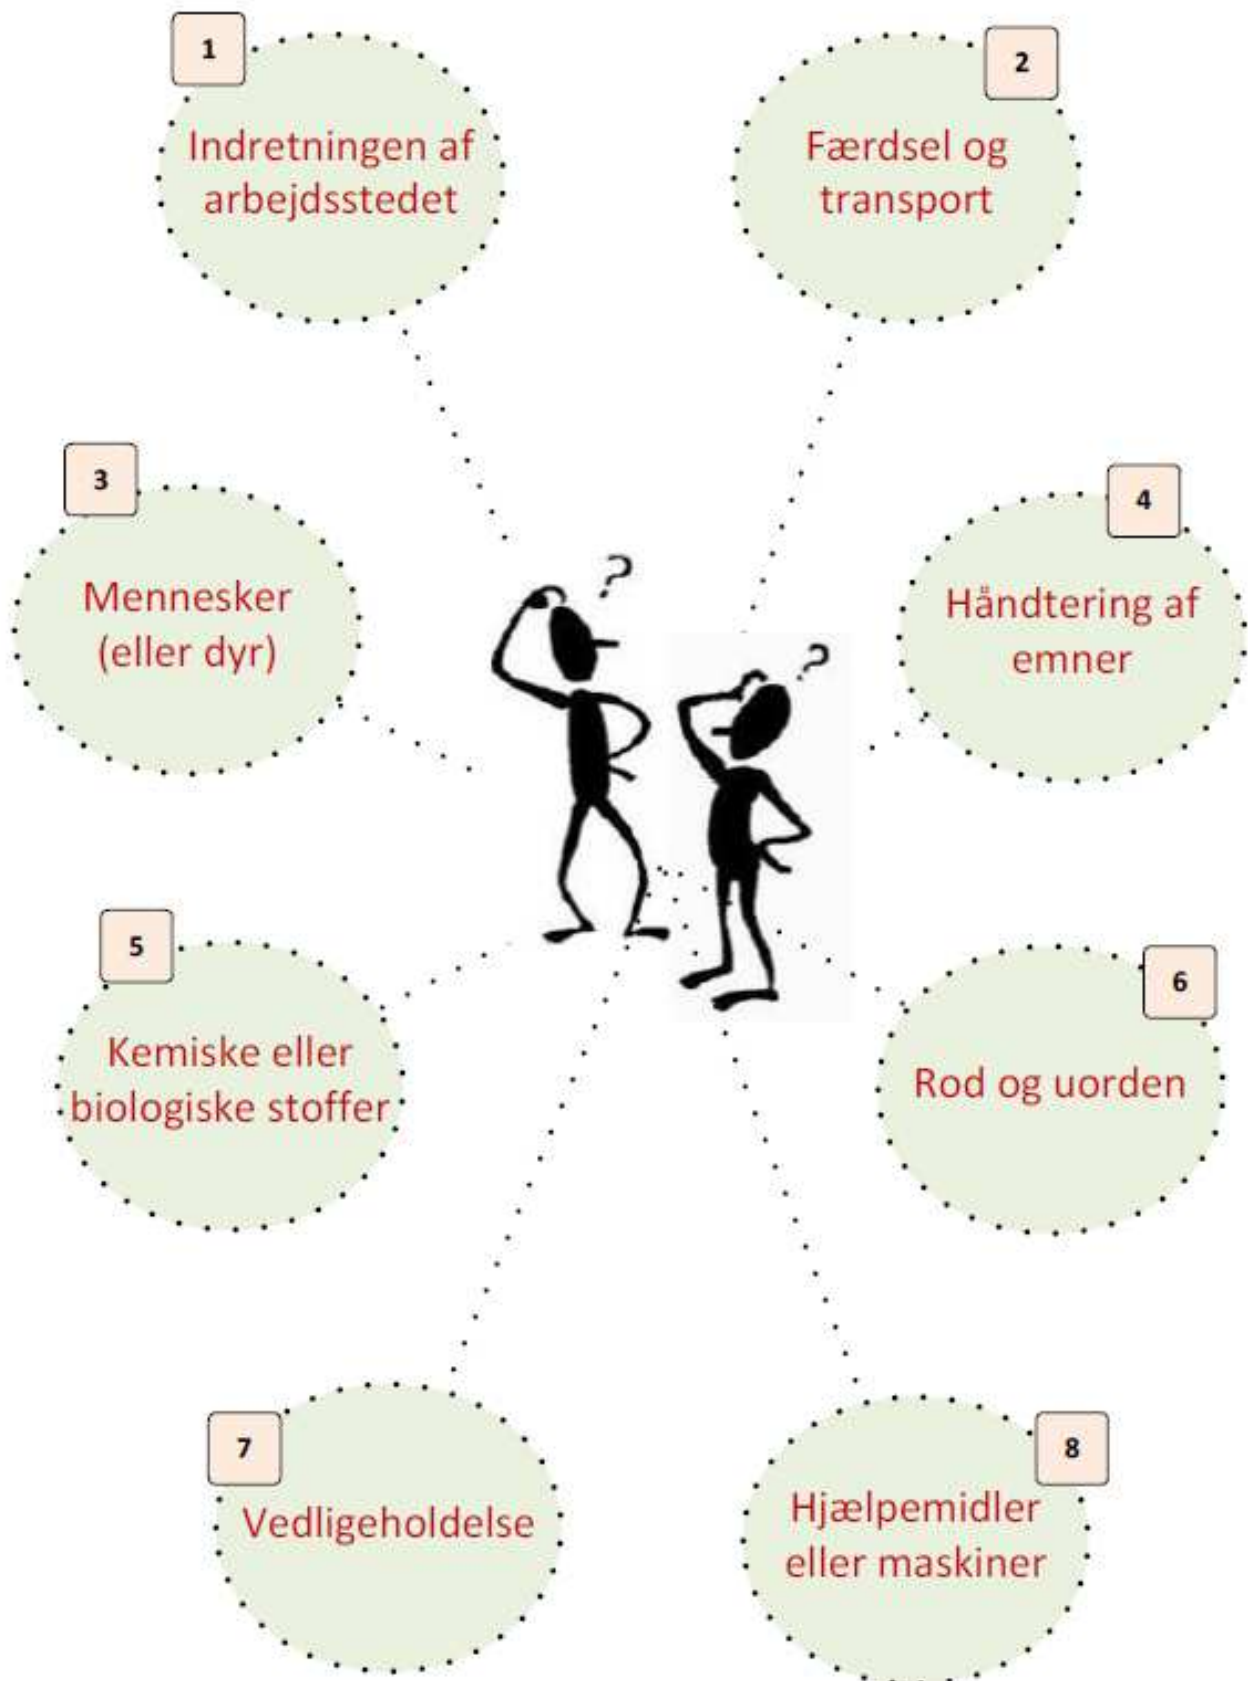 1
Indretningen af
arbejdsstedet
2
Færdsel og
transport
3
Mennesker
(eller dyr)
4
Håndtering af
emner
?
?
5
Kemiske eller
biologiske stoffer
6
Rod og uorden
7
Vedligeholdelse
8
Hjælpemidler
eller maskiner